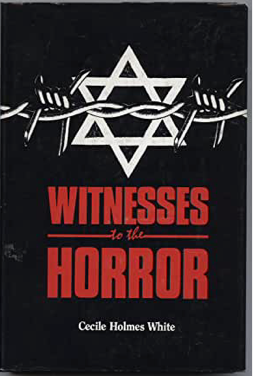 WITNESSES
to the
HORROR
Cecile Holmes White